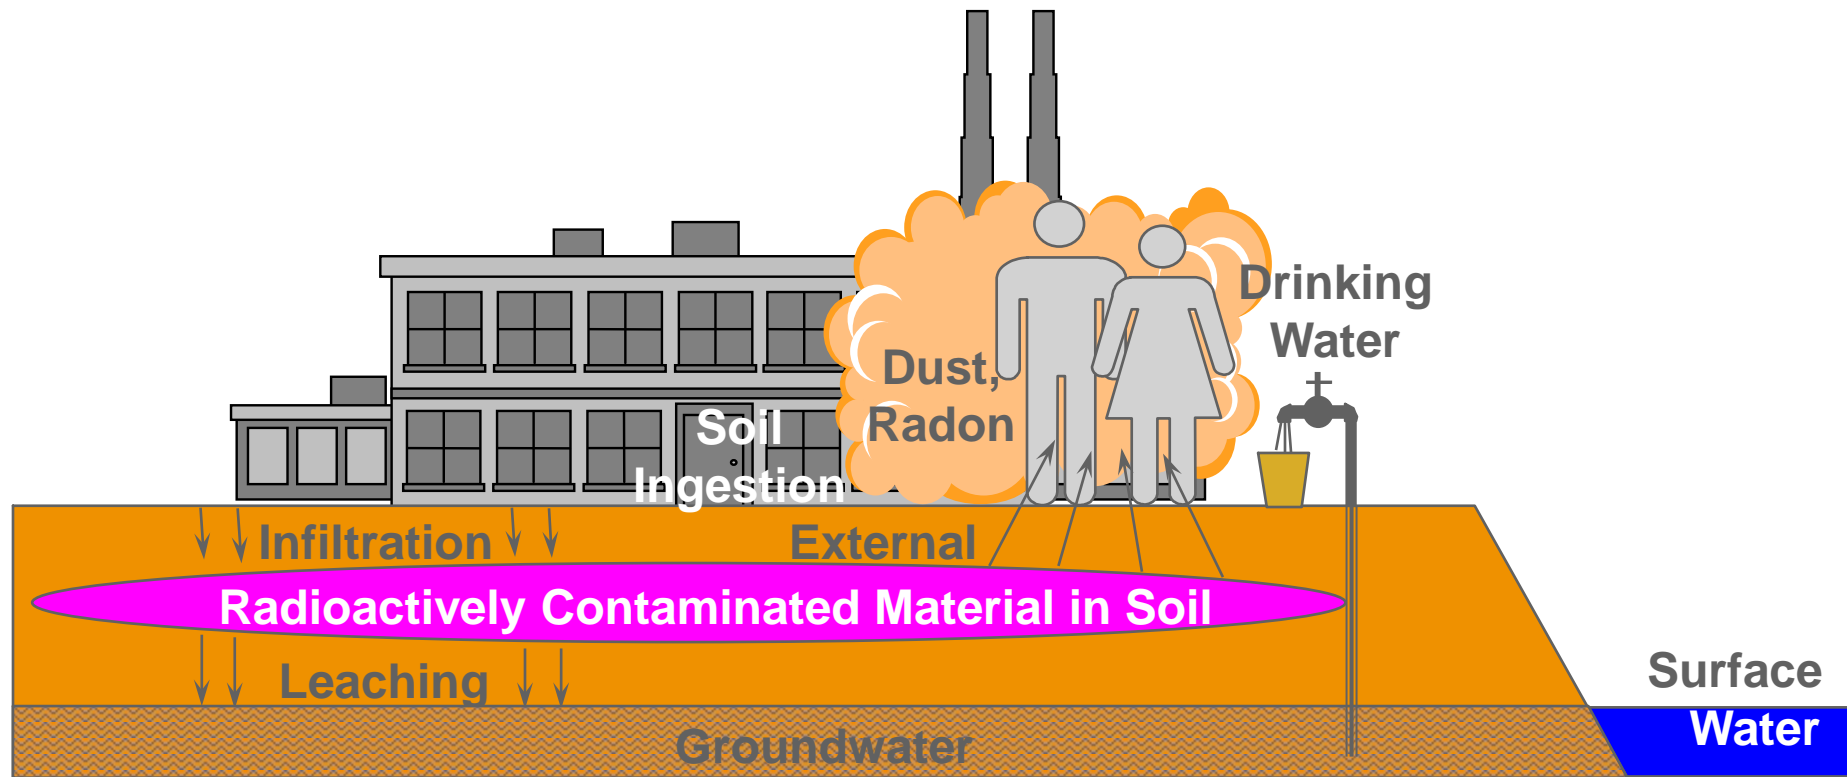 Drinking
Water
Dust,
Radon
Soil
Ingestion
Infiltration
External
Radioactively Contaminated Material in Soil
Leaching
Surface
Water
Groundwater